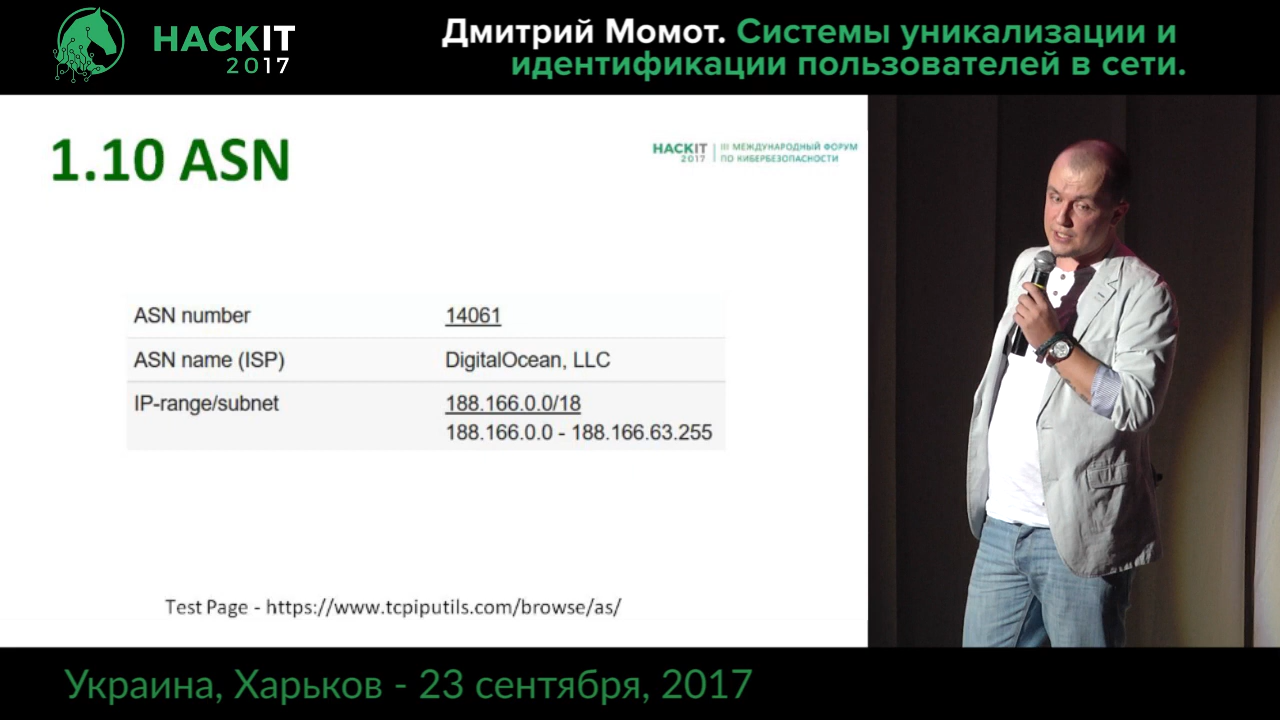 HACKIT
2017
Дмитрий Момот. Системы уникализации и
идентификации пользователей в сети.
1.10 ASN
HACKIT
2017
III МЕЖДУНАРОДНЫЙ ФОРУМ
ПО КИБЕРБЕЗОПАСНОСТИ
ASN number 14061
ASN name (ISP) DigitalOcean, LLC
IP-range/subnet 188.166.0.0/18
188.166.0.0 - 188.166.63.255
Test Page - https://www.tcpiputils.com/browse/as/
Украина, Харьков - 23 сентября, 2017